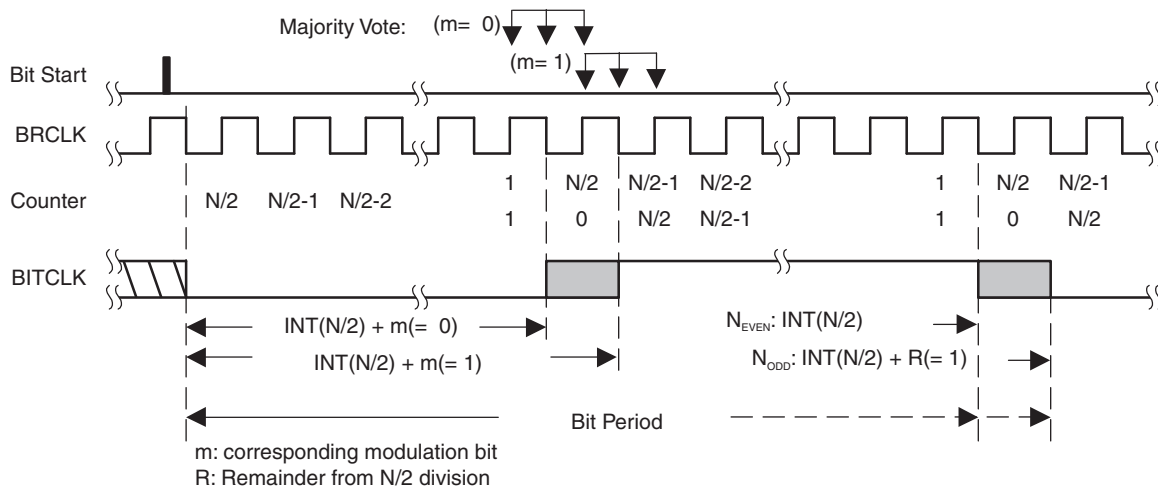 Majority Vote: (m= 0)
(m= 1)
Bit Start
BRCLK
Counter
N/2 N/2-1 N/2-2 1 N/2 N/2-1 N/2-2 1 N/2 N/2-1
1 0 N/2 N/2-1 1 0 N/2
BITCLK
INT(N/2) + m(= 0)
NEVEN: INT(N/2)
INT(N/2) + m(= 1)
NODD: INT(N/2) + R(= 1)
Bit Period
m: corresponding modulation bit
R: Remainder from N/2 division